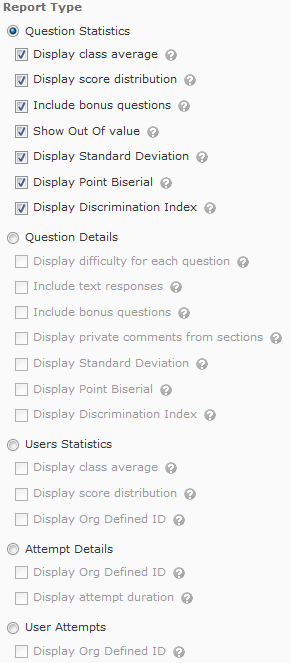 Report Type
Question Statistics
Display class average ?
Display score distribution ?
Include bonus questions ?
Show Out Of value ?
Display Standard Deviation ?
Display Point Biserial ?
Display Discrimination Index ?
Question Details
Display difficulty for each question ?
Include text responses ?
Include bonus questions ?
Display private comments from sections ?
Display Standard Deviation ?
Display Point Biserial ?
Display Discrimination Index ?
Users Statistics
Display class average ?
Display score distribution ?
Display Org Defined ID ?
Attempt Details
Display Org Defined ID ?
Display attempt duration ?
User Attempts
Display Org Defined ID ?